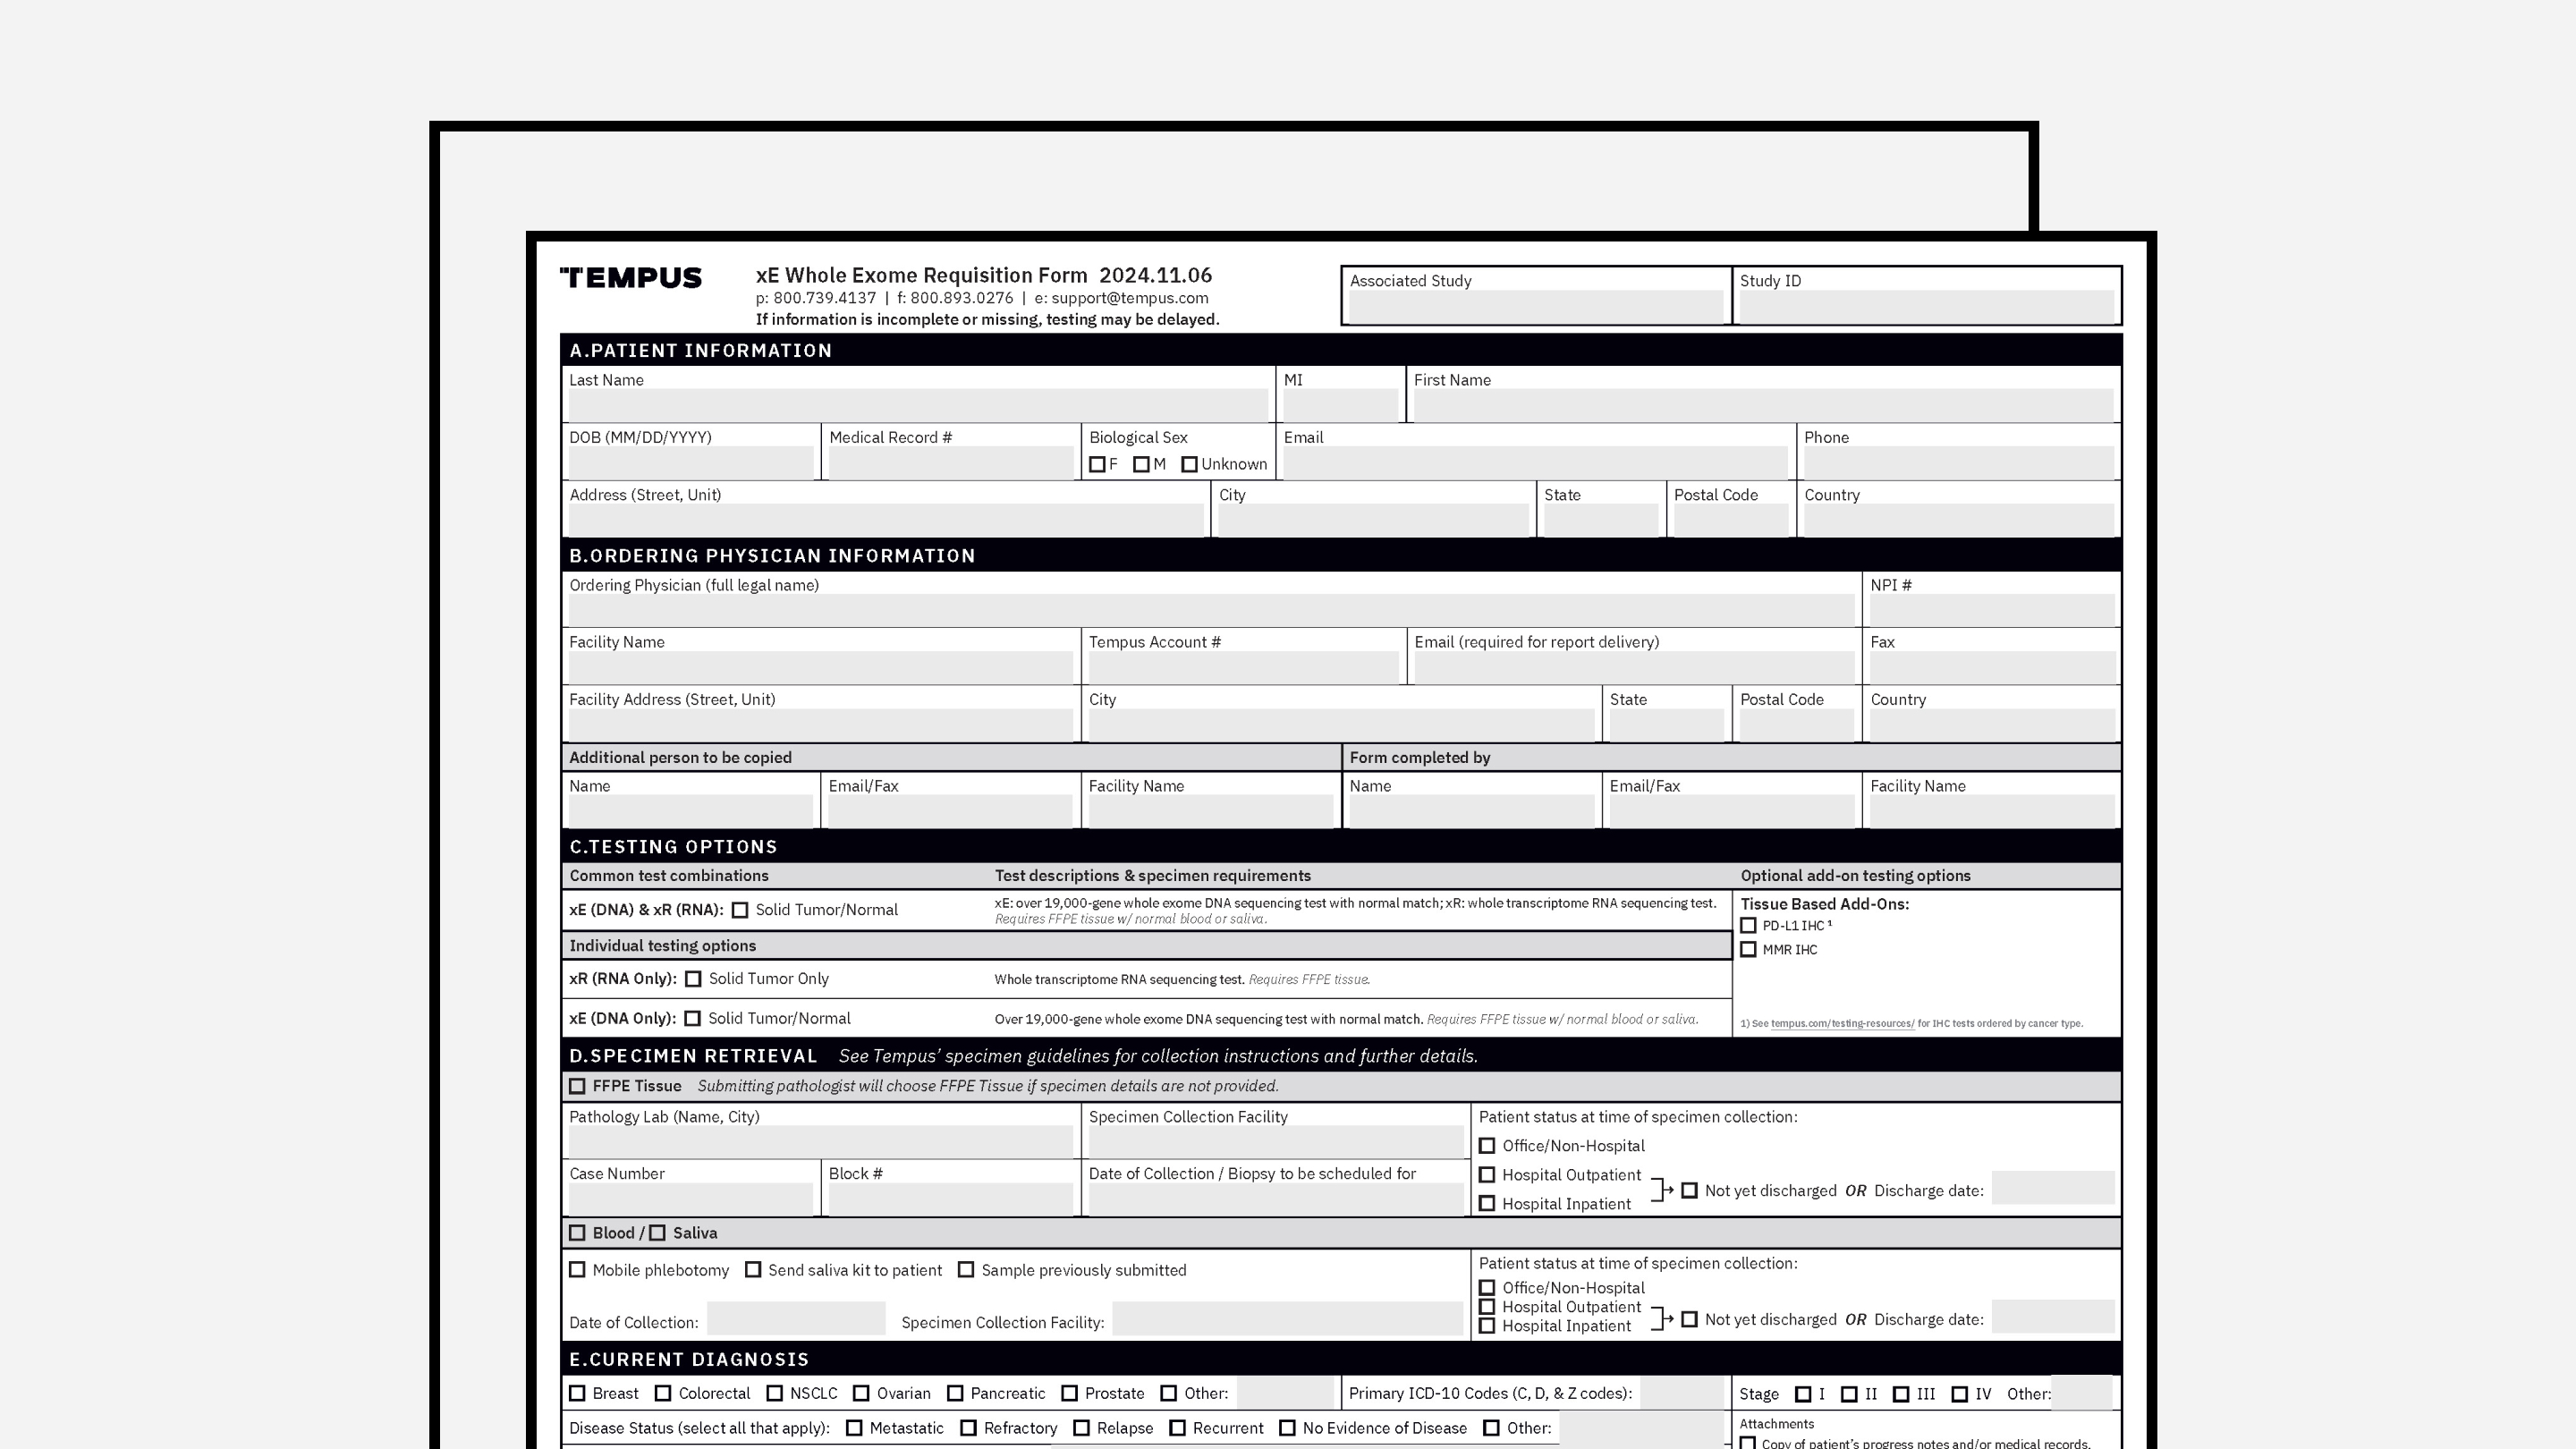 TEMPUS
xE Whole Exome Requisition Form 2024.11.06
p: 800.739.4137 | f: 800.893.0276 | e: support@tempus.com
If information is incomplete or missing, testing may be delayed.
Associated Study
Study ID
A.PATIENT INFORMATION
Last Name
MI
First Name
DOB (MM/DD/YYYY)
Medical Record #
Biological Sex
F M Unknown
Email
Phone
Address (Street, Unit)
City
State
Postal Code
Country
B.ORDERING PHYSICIAN INFORMATION
Ordering Physician (full legal name)
NPI #
Facility Name
Tempus Account #
Email (required for report delivery)
Fax
Facility Address (Street, Unit)
City
State
Postal Code
Country
Additional person to be copied
Form completed by
Name
Email/Fax
Facility Name
Name
Email/Fax
Facility Name
C.TESTING OPTIONS
Common test combinations
Test descriptions & specimen requirements
Optional add-on testing options
xE (DNA) & xR (RNA): Solid Tumor/Normal
xE: over 19,000-gene whole exome DNA sequencing test with normal match; xR: whole transcriptome RNA sequencing test.
Requires FFPE tissue w/ normal blood or saliva.
Tissue Based Add-Ons:
PD-L1 IHC ¹
MMR IHC
Individual testing options
xR (RNA Only): Solid Tumor Only
Whole transcriptome RNA sequencing test. Requires FFPE tissue.
xE (DNA Only): Solid Tumor/Normal
Over 19,000-gene whole exome DNA sequencing test with normal match. Requires FFPE tissue w/ normal blood or saliva.
1) See tempus.com/testing-resources/ for IHC tests ordered by cancer type.
D.SPECIMEN RETRIEVAL See Tempus’ specimen guidelines for collection instructions and further details.
FFPE Tissue Submitting pathologist will choose FFPE Tissue if specimen details are not provided.
Pathology Lab (Name, City)
Specimen Collection Facility
Patient status at time of specimen collection:
Office/Non-Hospital
Hospital Outpatient
Hospital Inpatient
Not yet discharged OR Discharge date:
Case Number
Block #
Date of Collection / Biopsy to be scheduled for
Blood / Saliva
Mobile phlebotomy Send saliva kit to patient Sample previously submitted
Date of Collection:
Specimen Collection Facility:
Patient status at time of specimen collection:
Office/Non-Hospital
Hospital Outpatient
Hospital Inpatient
Not yet discharged OR Discharge date:
E.CURRENT DIAGNOSIS
Breast Colorectal NSCLC Ovarian Pancreatic Prostate Other:
Primary ICD-10 Codes (C, D, & Z codes):
Stage I II III IV Other:
Disease Status (select all that apply): Metastatic Refractory Relapse Recurrent No Evidence of Disease Other:
Attachments
Copy of patient’s progress notes and/or medical records.